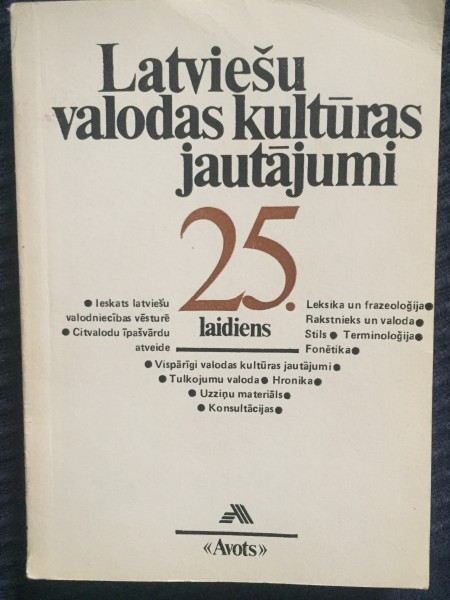 Latviešu
valodas kultūras
jautājumi
25.
laidiens
● Ieskats latviešu
valodniecības vēsturē
● Citvalodu īpašvārdu
atveide
Leksika un frazeoloģija●
Rakstnieks un valoda●
Stils● Terminoloģija●
Fonētika●
● Vispārīgi valodas kultūras jautājumi●
● Tulkojumu valoda● Hronika●
● Uzziņu materiāls●
● Konsultācijas●
«Avots»